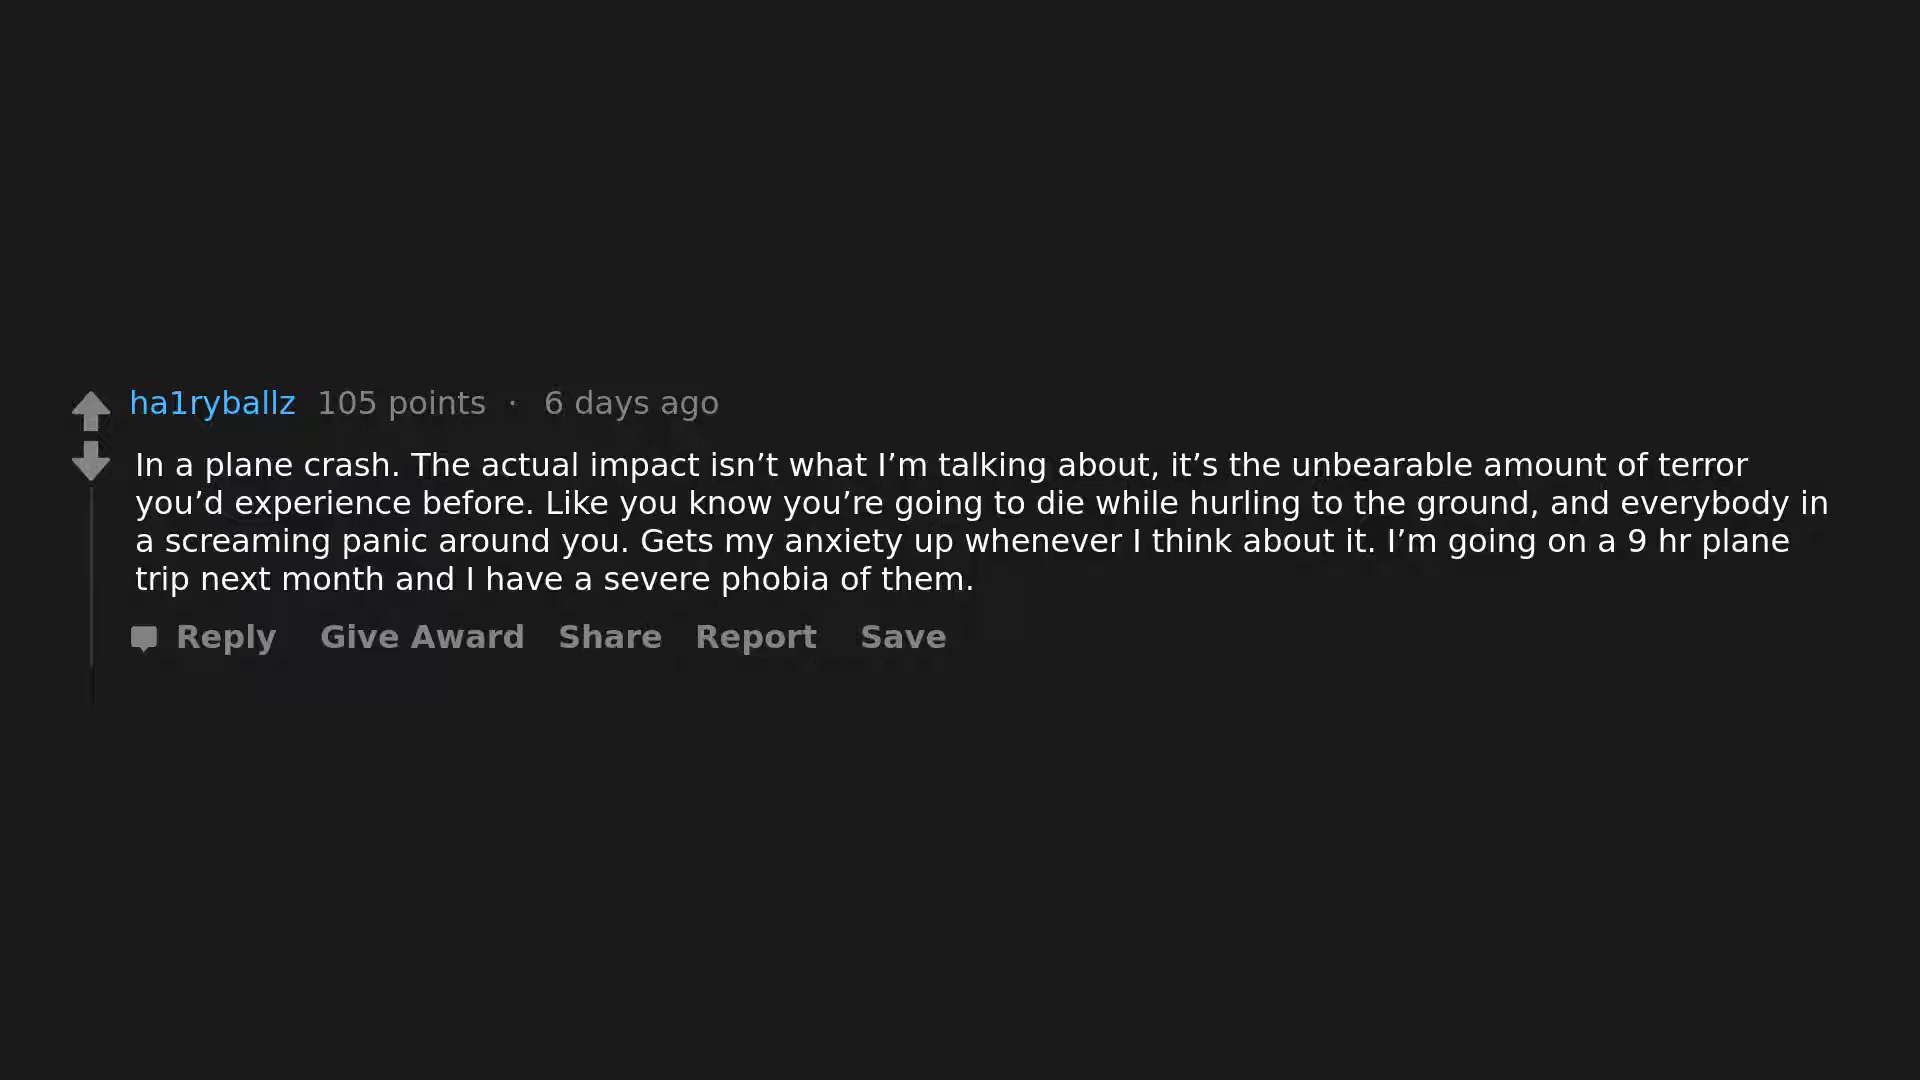 ha1ryballz 105 points · 6 days ago
In a plane crash. The actual impact isn’t what I’m talking about, it’s the unbearable amount of terror
you’d experience before. Like you know you’re going to die while hurling to the ground, and everybody in
a screaming panic around you. Gets my anxiety up whenever I think about it. I’m going on a 9 hr plane
trip next month and I have a severe phobia of them.
Reply Give Award Share Report Save